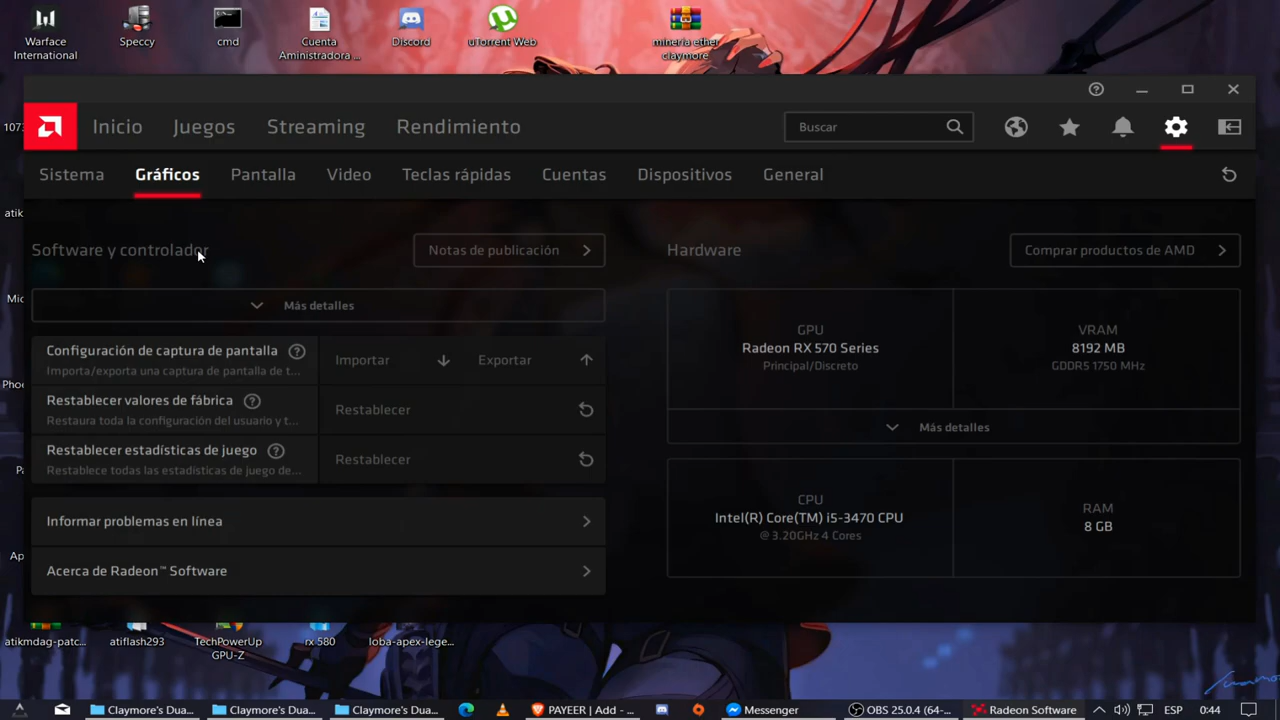 Warface
International
Speccy
cmd
Cuenta
Aministradora ...
Discord
uTorrent Web
mineria ether
claymore
Inicio
Juegos
Streaming
Rendimiento
Buscar
Sistema
Gráficos
Pantalla
Video
Teclas rápidas
Cuentas
Dispositivos
General
1073
atik
Mic
Phoe
Pa
Ap
Software y controlador
Notas de publicación
Más detalles
Configuración de captura de pantalla
Importa/exporta una captura de pantalla de t...
Importar
Exportar
Restablecer valores de fábrica
Restaura toda la configuración del usuario y t...
Restablecer
Restablecer estadísticas de juego
Restablece todas las estadísticas de juego de...
Restablecer
Informar problemas en línea
Acerca de Radeon™ Software
Hardware
Comprar productos de AMD
GPU
Radeon RX 570 Series
Principal/Discreto
VRAM
8192 MB
GDDR5 1750 MHz
Más detalles
CPU
Intel(R) Core(TM) i5-3470 CPU
@ 3.20GHz 4 Cores
RAM
8 GB
atikmdag-patc...
atiflash293
TechPowerUp
GPU-Z
rx 580
loba-apex-lege...
Claymore's Dua...
Claymore's Dua...
Claymore's Dua...
PAYEER | Add - ...
Messenger
OBS 25.0.4 (64-...
Radeon Software
ESP
0:44